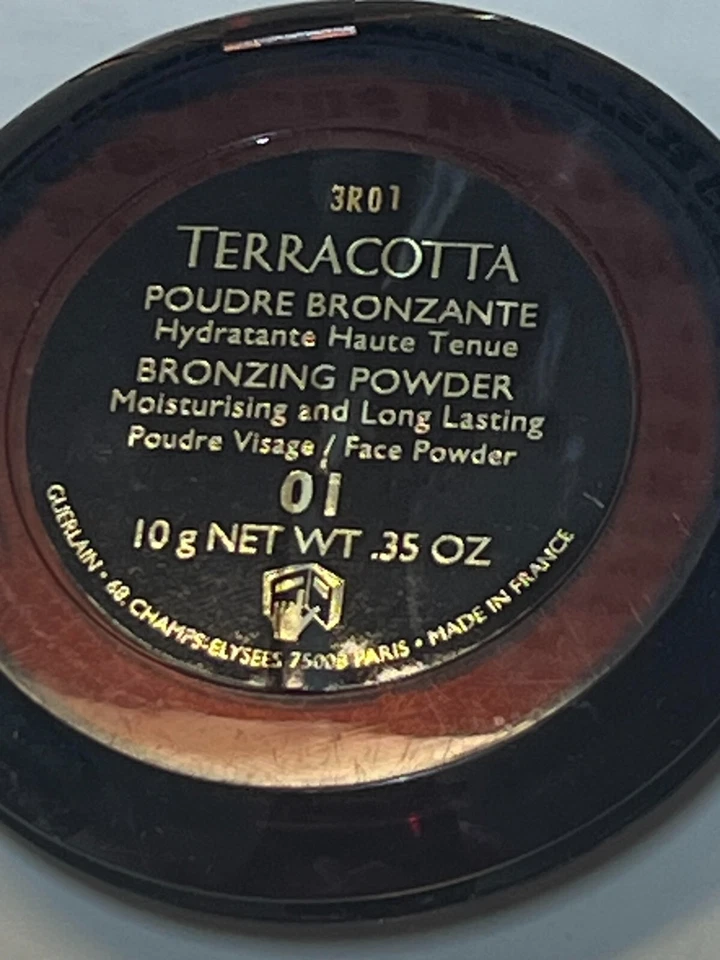 3R01
TERRACOTTA
POUDRE BRONZANTE
Hydratante Haute Tenue
BRONZING POWDER
Moisturising and Long Lasting
Poudre Visage / Face Powder
01
10 g NET WT .35 OZ
GUERLAIN • 68, CHAMPS-ELYSEES 75008 PARIS • MADE IN FRANCE